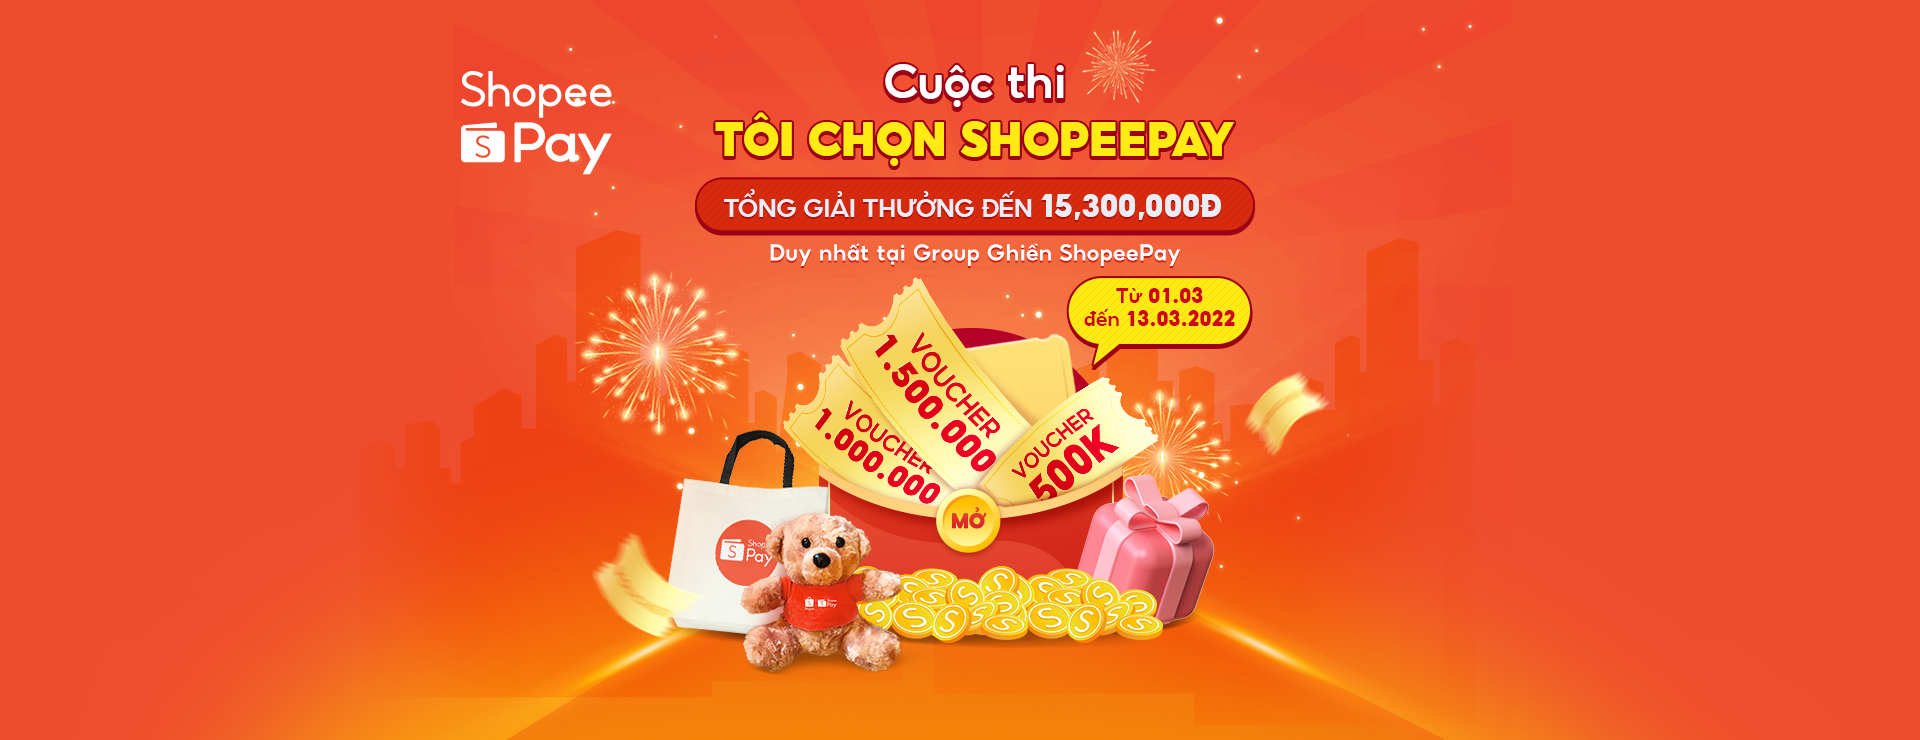 Shopee
S Pay
Cuộc thi
TÔI CHỌN SHOPEEPAY
TỔNG GIẢI THƯỞNG ĐẾN 15,300,000Đ
Duy nhất tại Group Ghiền ShopeePay
Từ 01.03
đến 13.03.2022
VOUCHER
1.500.000
VOUCHER
1.000.000
VOUCHER
500K
MỞ
S Pay